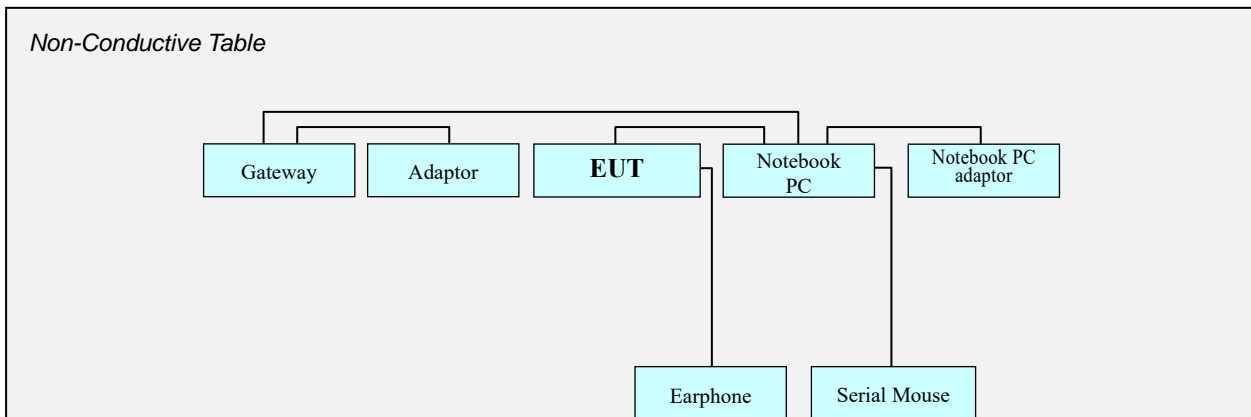 Non-Conductive Table
Gateway
Adaptor
EUT
Notebook
PC
Notebook PC
adaptor
Earphone
Serial Mouse